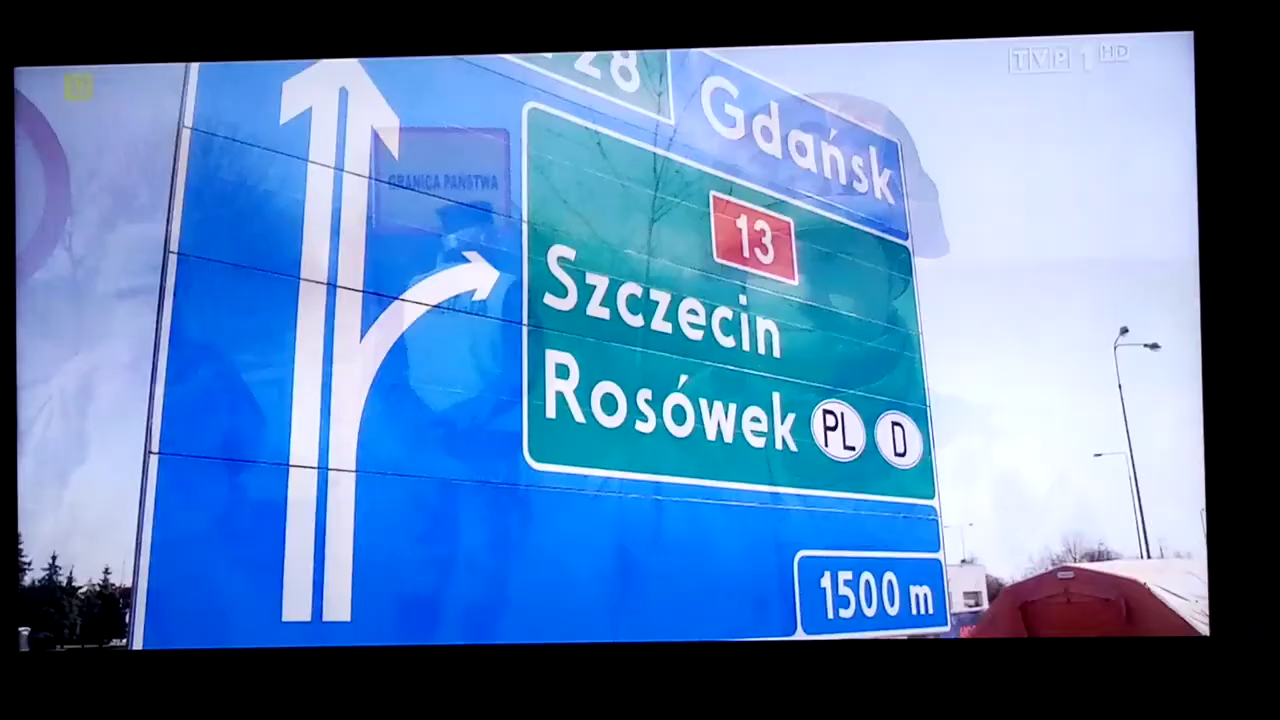 TVP 1 HD
28
Gdańsk
GRANICA PAŃSTWA
13
Szczecin
Rosówek PL D
1500 m